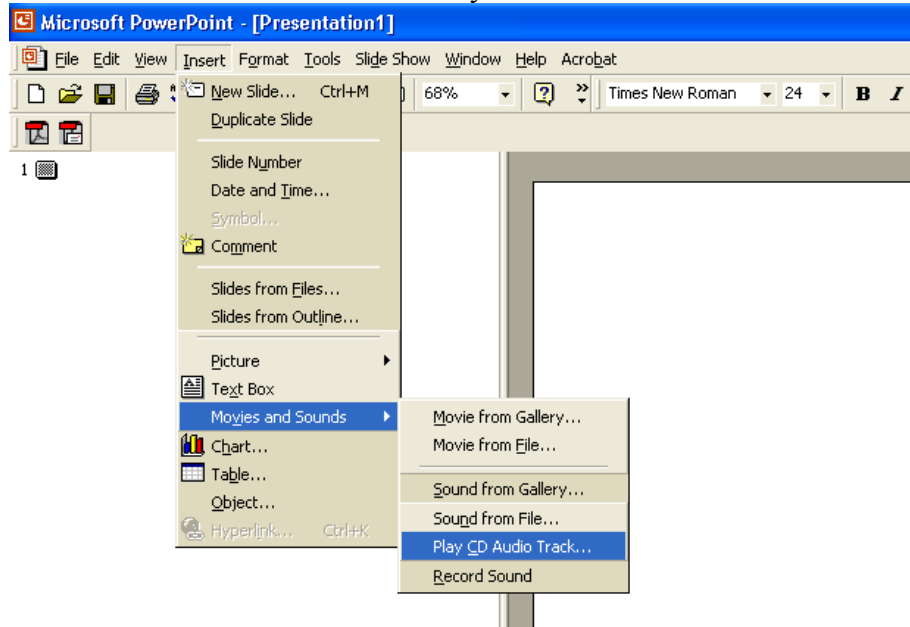 Microsoft PowerPoint - [Presentation1]
File Edit View Insert Format Tools Slide Show Window Help Acrobat
68% Times New Roman 24 B I
New Slide... Ctrl+M
Duplicate Slide
1
Slide Number
Date and Time...
Symbol...
Comment
Slides from Files...
Slides from Outline...
Picture
Text Box
Movies and Sounds
Movie from Gallery...
Movie from File...
Sound from Gallery...
Sound from File...
Play CD Audio Track...
Record Sound
Chart...
Table...
Object...
Hyperlink... Ctrl+K